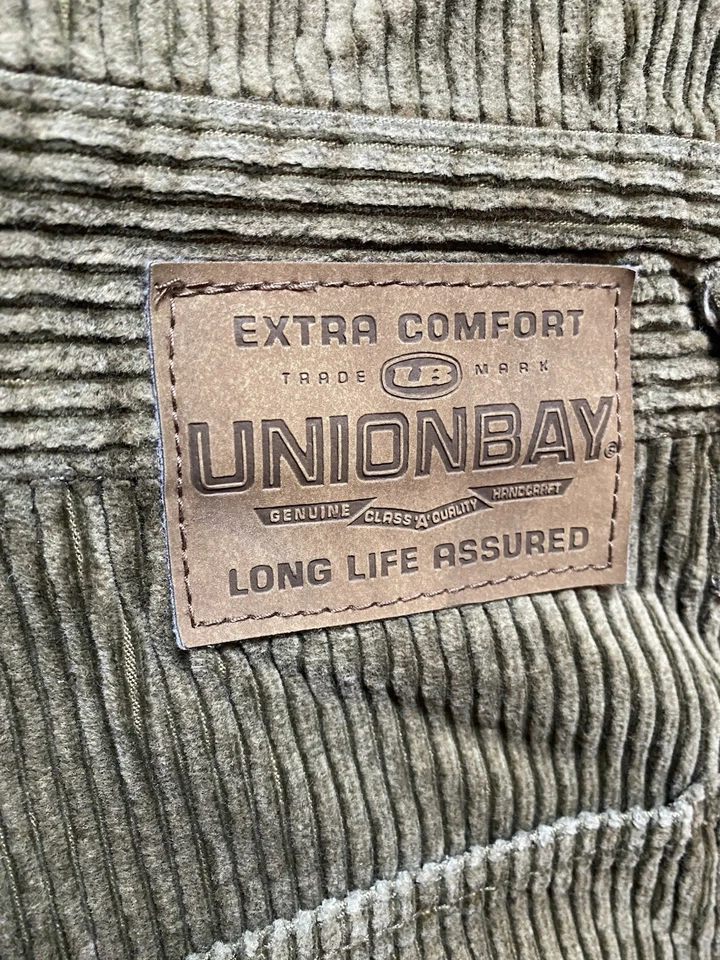 EXTRA COMFORT
TRADE UB MARK
UNIONBAY
GENUINE CLASS 'A' QUALITY HANDCRAFT
LONG LIFE ASSURED